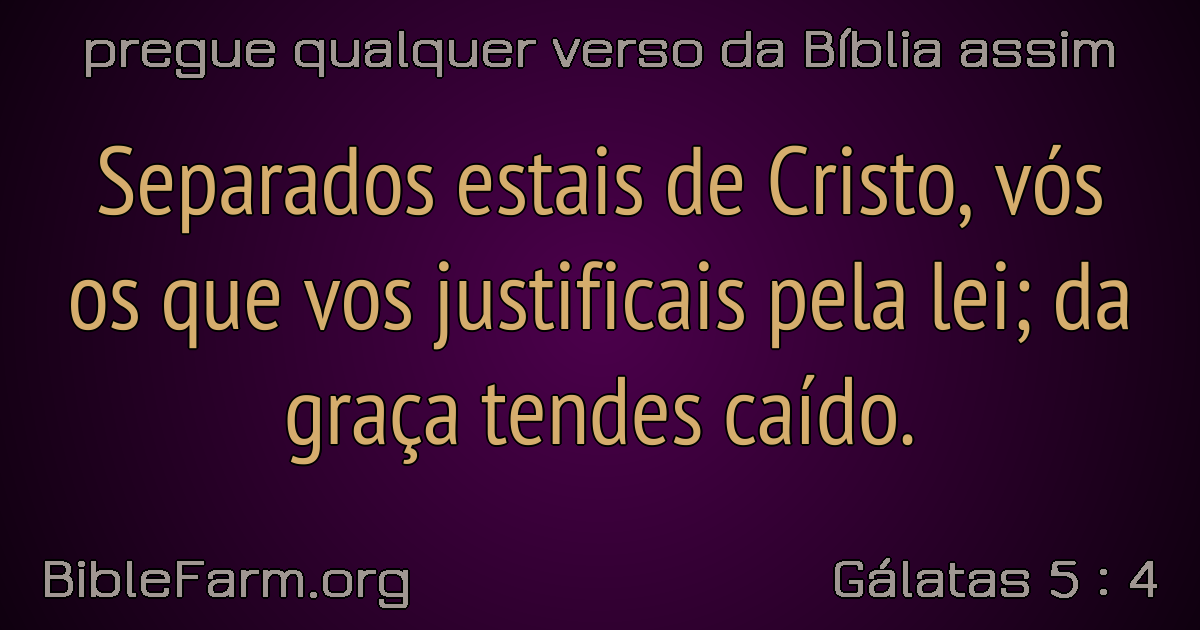 pregue qualquer verso da Bíblia assim
Separados estais de Cristo, vós
os que vos justificais pela lei; da
graça tendes caído.
BibleFarm.org
Gálatas 5 : 4